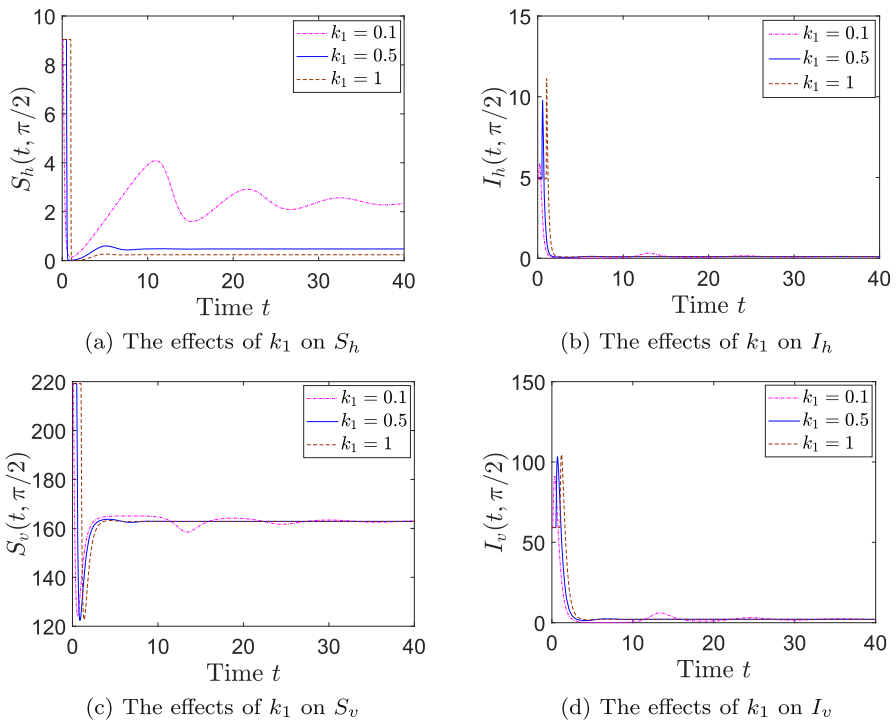 10
8
6
4
2
0
0 10 20 30 40
S_h(t, π/2)
Time t
k_1 = 0.1
k_1 = 0.5
k_1 = 1
(a) The effects of k_1 on S_h
15
10
5
0
0 10 20 30 40
I_h(t, π/2)
Time t
k_1 = 0.1
k_1 = 0.5
k_1 = 1
(b) The effects of k_1 on I_h
220
200
180
160
140
120
0 10 20 30 40
S_v(t, π/2)
Time t
k_1 = 0.1
k_1 = 0.5
k_1 = 1
(c) The effects of k_1 on S_v
150
100
50
0
0 10 20 30 40
I_v(t, π/2)
Time t
k_1 = 0.1
k_1 = 0.5
k_1 = 1
(d) The effects of k_1 on I_v